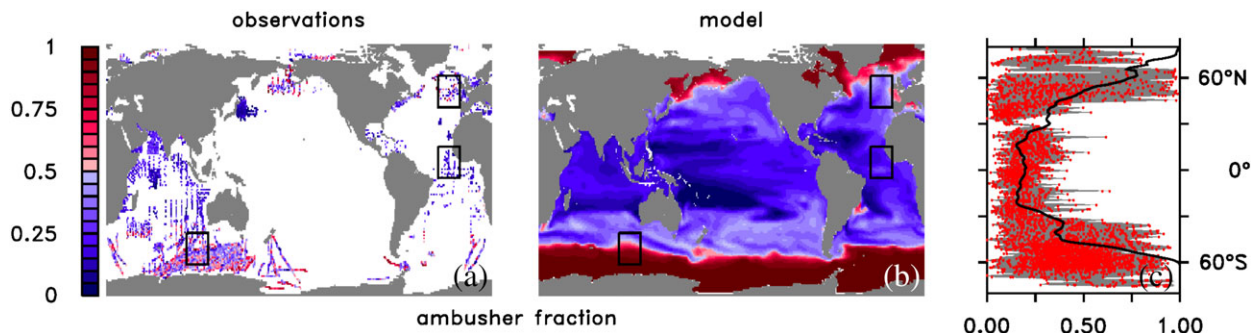 observations
model
1
0.75
0.5
0.25
0
(a)
(b)
(c)
60°N
0°
60°S
0.00 0.50 1.00
ambusher fraction